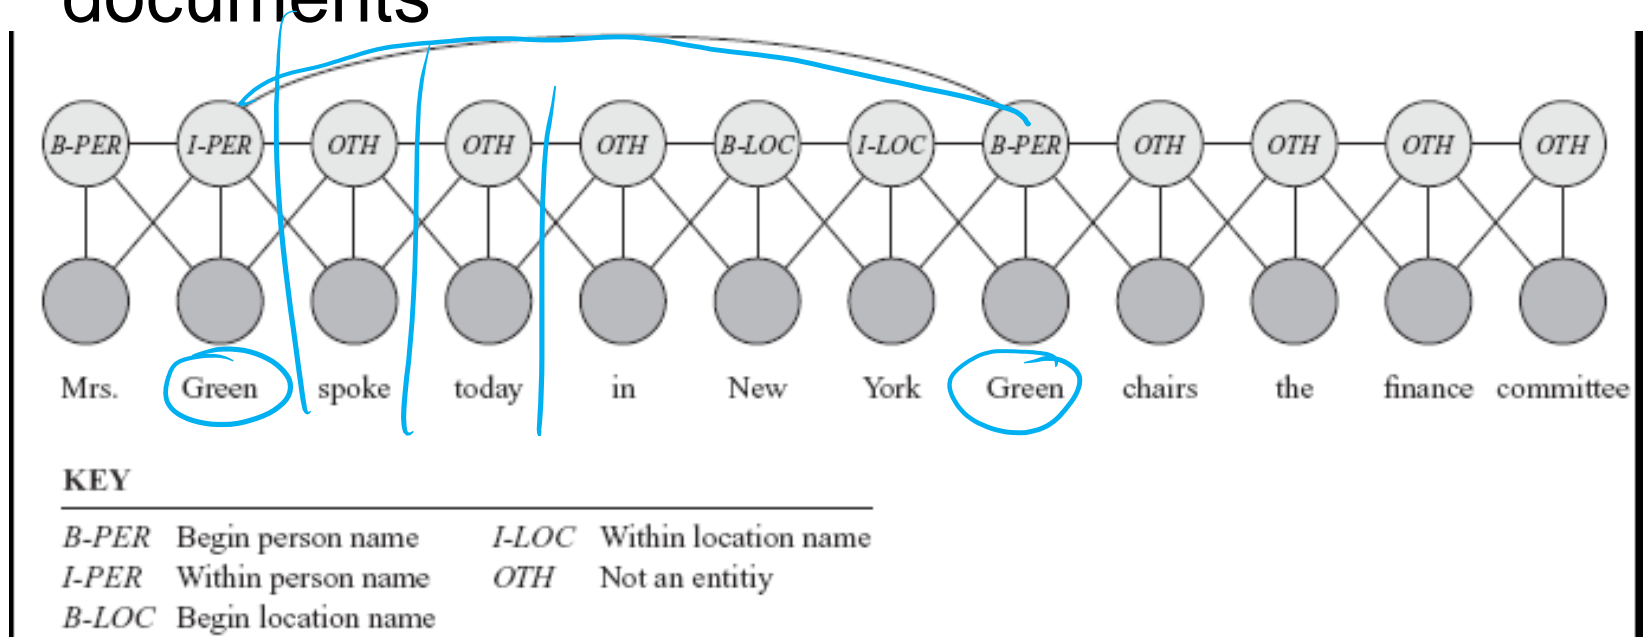 documents
B-PER I-PER OTH OTH OTH B-LOC I-LOC B-PER OTH OTH OTH OTH
Mrs. Green spoke today in New York Green chairs the finance committee
KEY
B-PER Begin person name I-LOC Within location name
I-PER Within person name OTH Not an entitiy
B-LOC Begin location name